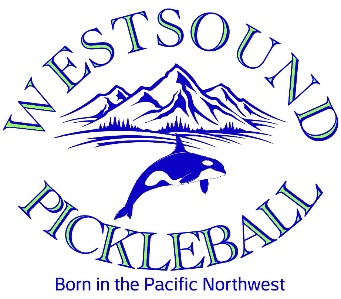 WESTSOUND
PICKLEBALL
Born in the Pacific Northwest